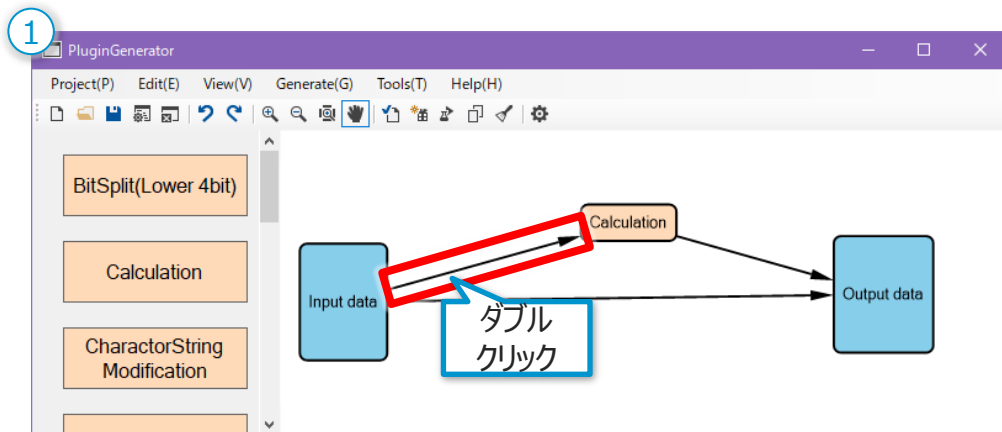 1
PluginGenerator
Project(P) Edit(E) View(V) Generate(G) Tools(T) Help(H)
BitSplit(Lower 4bit)
Calculation
CharactorString
Modification
Calculation
Input data
Output data
ダブル
クリック